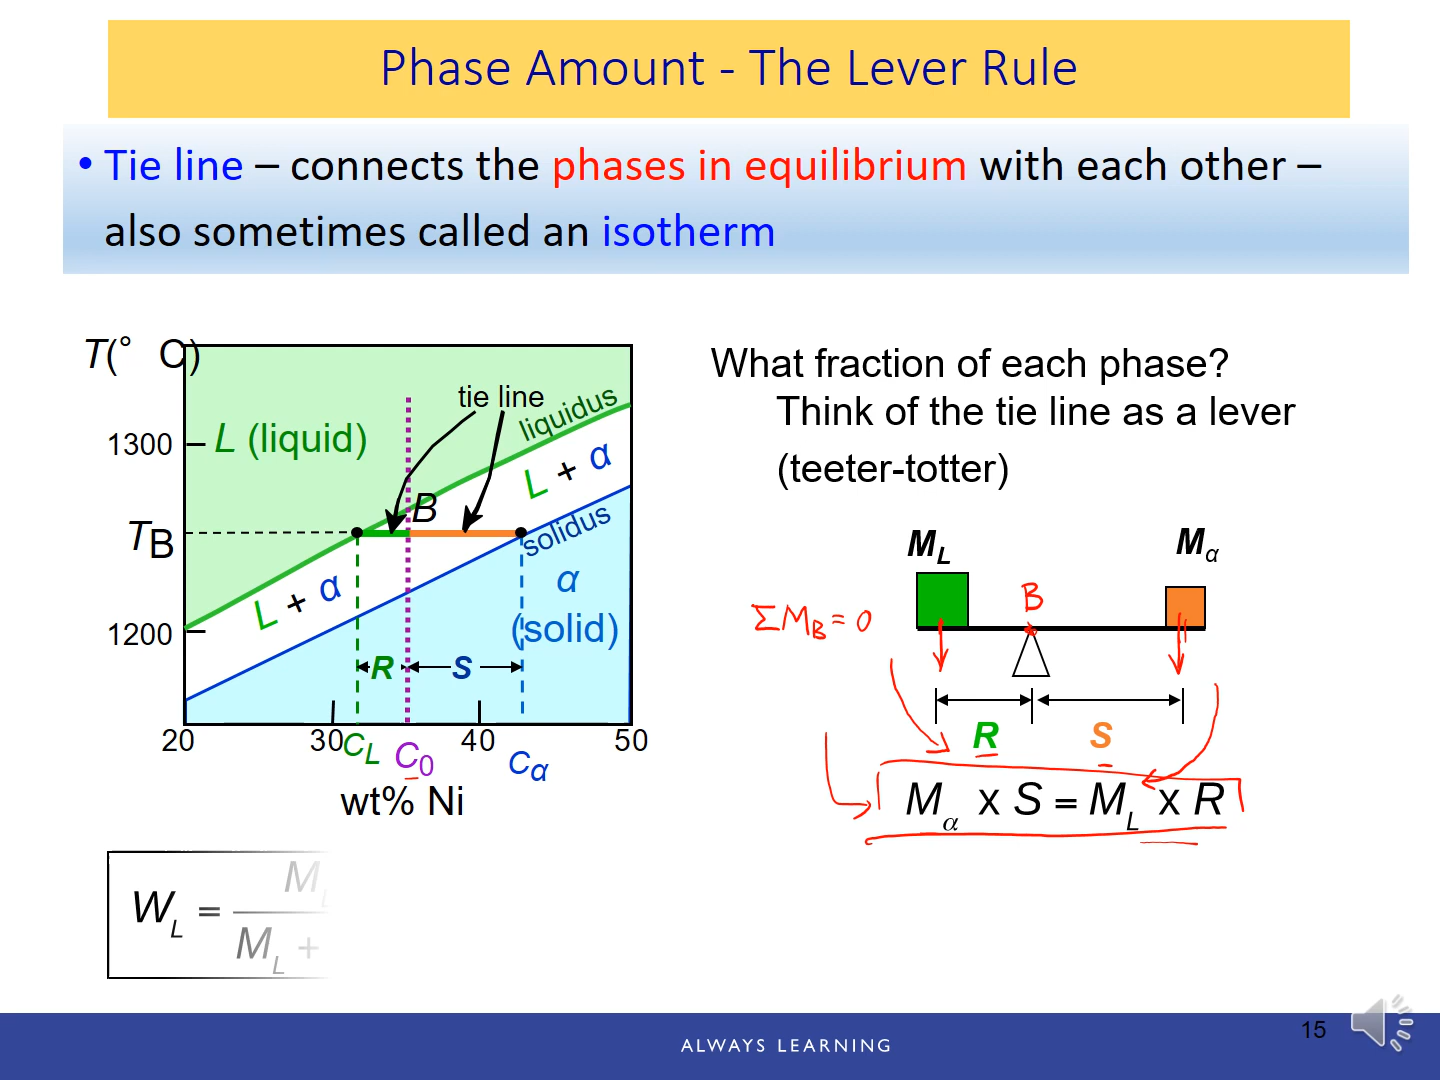 Phase Amount - The Lever Rule
• Tie line – connects the phases in equilibrium with each other –
also sometimes called an isotherm
T(° C)
1300
TB
1200
L (liquid)
tie line
liquidus
L + α
B
solidus
L + α
α
(solid)
R
S
20
30
40
50
CL
C0
Cα
wt% Ni
What fraction of each phase?
Think of the tie line as a lever
(teeter-totter)
ML
Mα
B
ΣMB = 0
R
S
Mα x S = ML x R
WL = ML
ML +
ALWAYS LEARNING
15